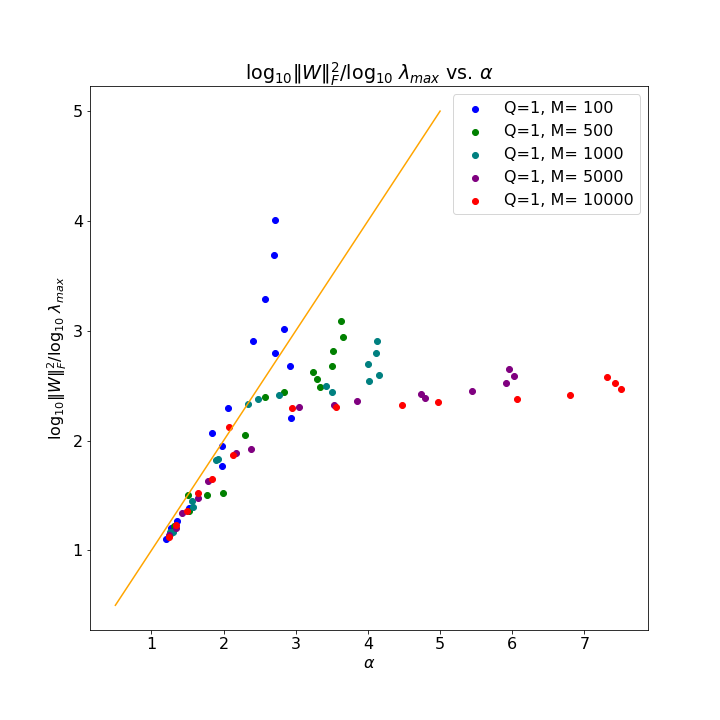 log₁₀‖W‖²_F/log₁₀ λ_max vs. α
log₁₀‖W‖²_F/log₁₀ λ_max
5
4
3
2
1
Q=1, M= 100
Q=1, M= 500
Q=1, M= 1000
Q=1, M= 5000
Q=1, M= 10000
1 2 3 4 5 6 7
α